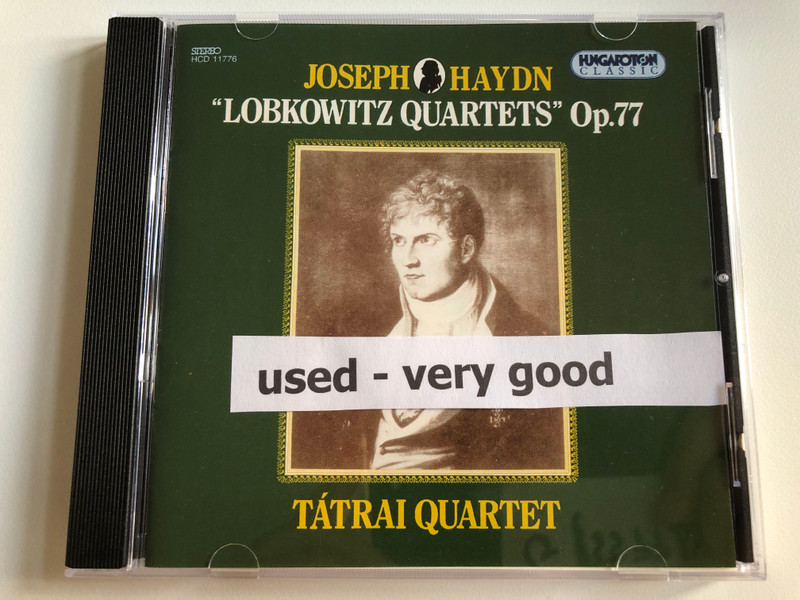 STEREO
HCD 11776
HUNGAROTON
CLASSIC
JOSEPH HAYDN
“LOBKOWITZ QUARTETS” Op.77
used - very good
TÁTRAI QUARTET